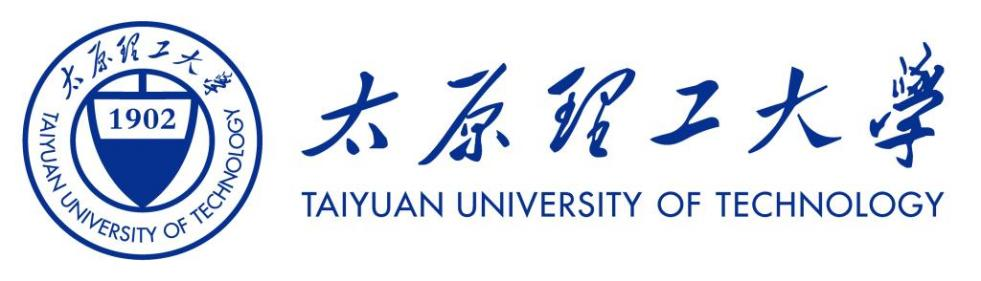 太原理工大學
1902
TAIYUAN UNIVERSITY OF TECHNOLOGY
太原理工大學
TAIYUAN UNIVERSITY OF TECHNOLOGY